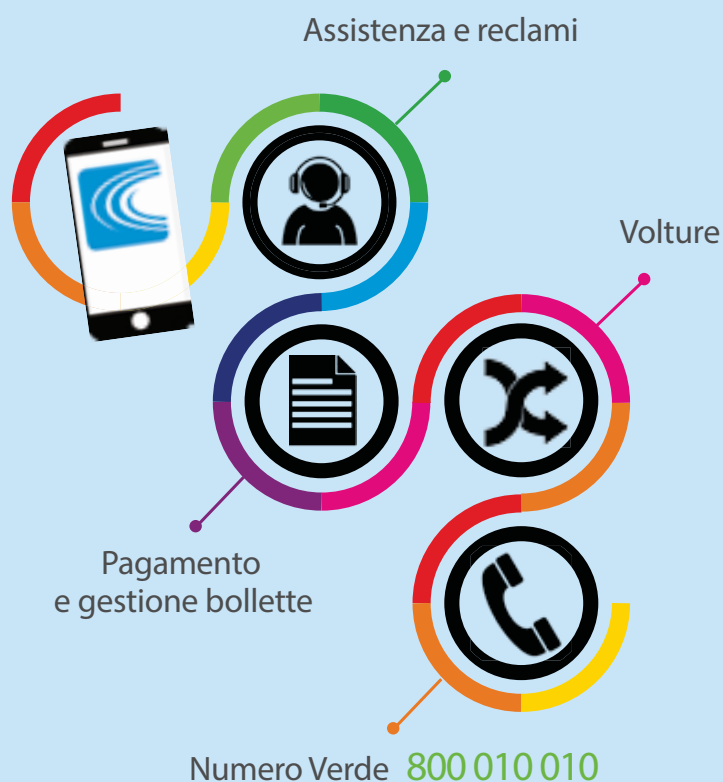 Assistenza e reclami
Volture
Pagamento
e gestione bollette
Numero Verde 800 010 010